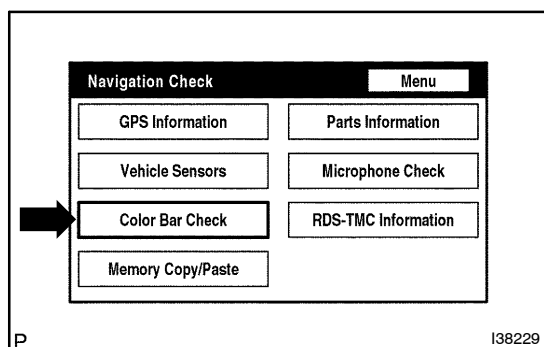 Navigation Check Menu
GPS Information Parts Information
Vehicle Sensors Microphone Check
Color Bar Check RDS-TMC Information
Memory Copy/Paste
P I38229